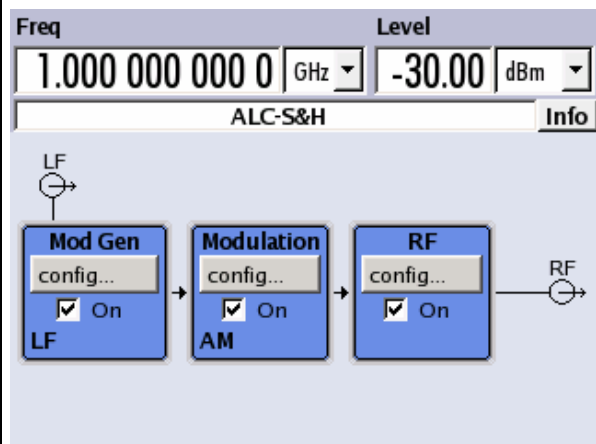 Freq Level
1.000 000 000 0 GHz -30.00 dBm
ALC-S&H Info
LF
Mod Gen Modulation RF
config... config... config... RF
On On On
LF AM